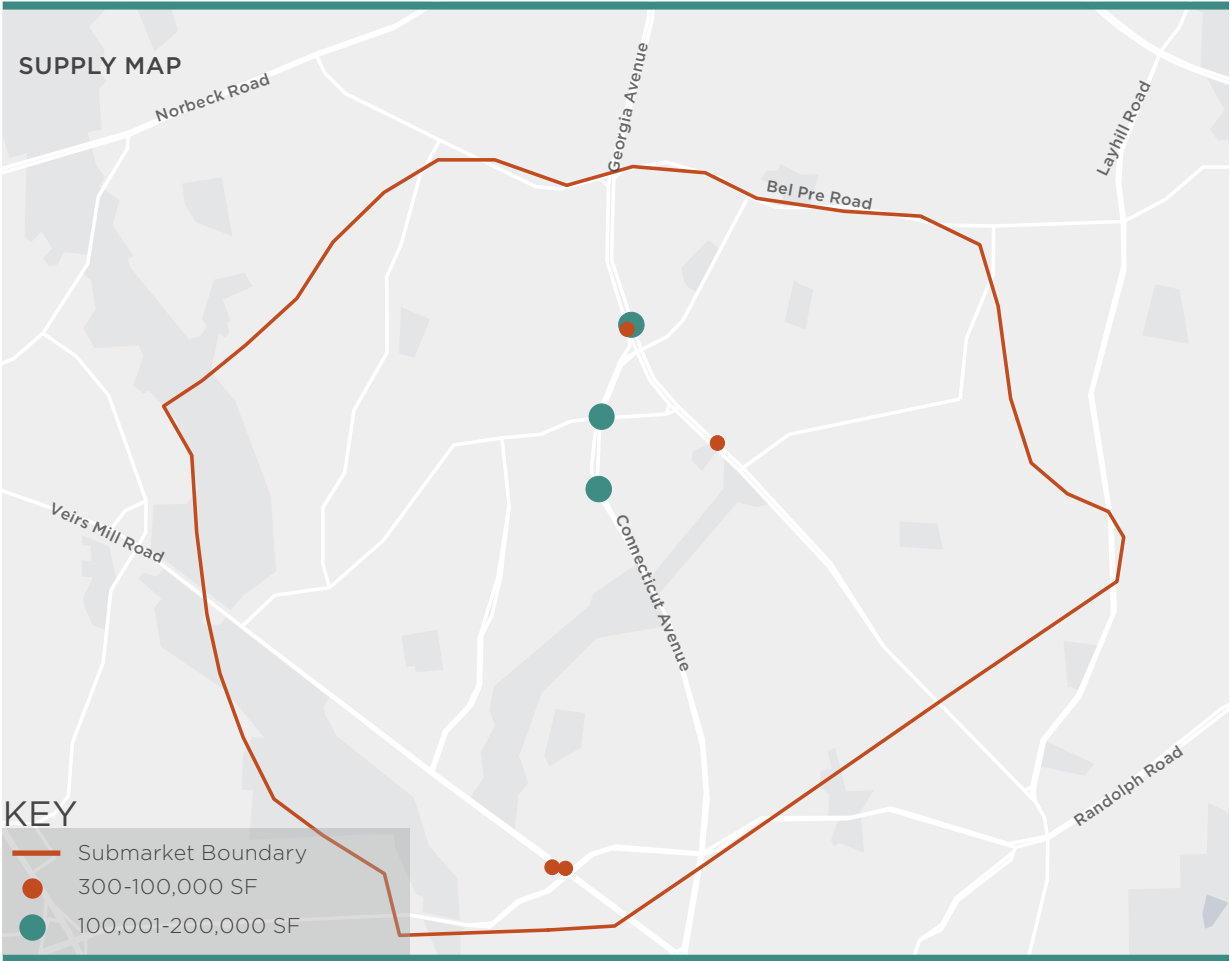 SUPPLY MAP
Norbeck Road
Georgia Avenue
Layhill Road
Bel Pre Road
Veirs Mill Road
Connecticut Avenue
Randolph Road
KEY
Submarket Boundary
300-100,000 SF
100,001-200,000 SF